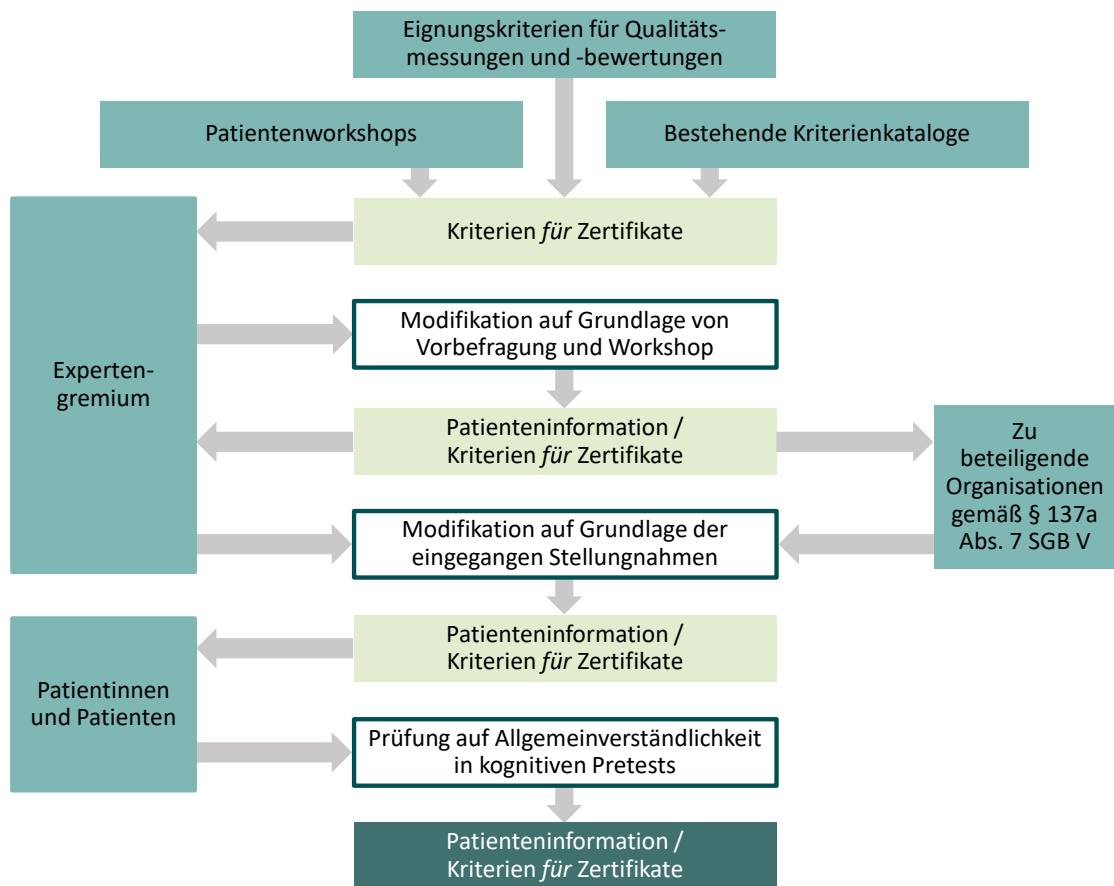 Eignungskriterien für Qualitäts-
messungen und -bewertungen
Patientenworkshops
Bestehende Kriterienkataloge
Kriterien für Zertifikate
Modifikation auf Grundlage von
Vorbefragung und Workshop
Experten-
gremium
Patienteninformation /
Kriterien für Zertifikate
Zu
beteiligende
Organisationen
gemäß § 137a
Abs. 7 SGB V
Modifikation auf Grundlage der
eingegangen Stellungnahmen
Patienteninformation /
Kriterien für Zertifikate
Patientinnen
und Patienten
Prüfung auf Allgemeinverständlichkeit
in kognitiven Pretests
Patienteninformation /
Kriterien für Zertifikate